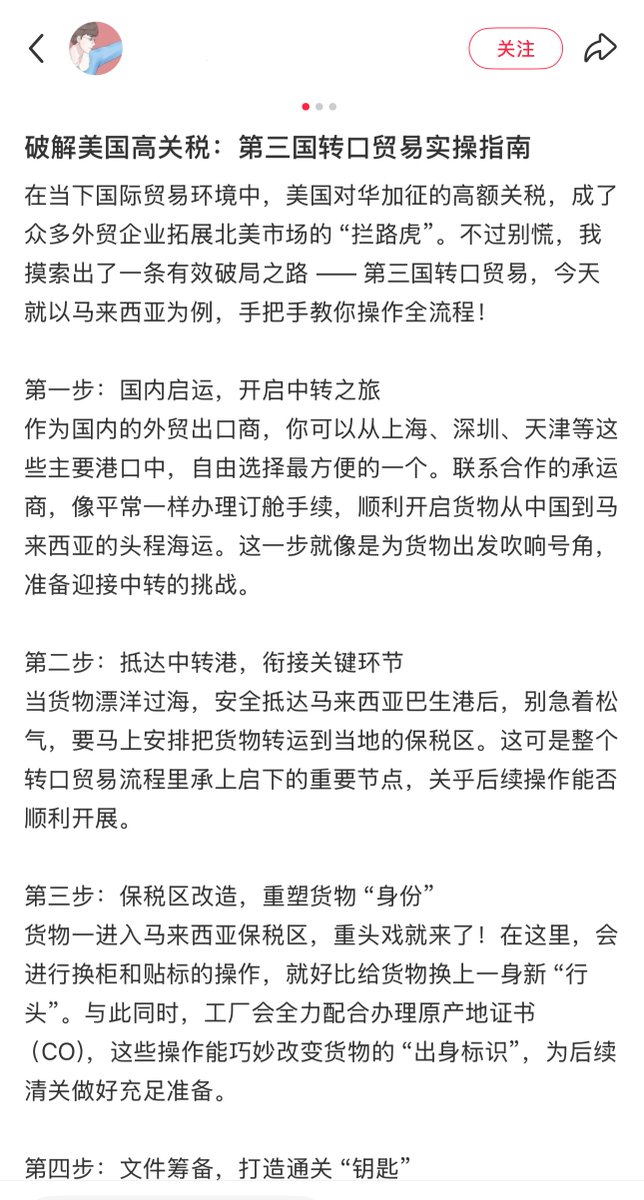 关注
破解美国高关税：第三国转口贸易实操指南
在当下国际贸易环境中，美国对华加征的高额关税，成了
众多外贸企业拓展北美市场的 “拦路虎”。不过别慌，我
摸索出了一条有效破局之路 —— 第三国转口贸易，今天
就以马来西亚为例，手把手教你操作全流程！
第一步：国内启运，开启中转之旅
作为国内的外贸出口商，你可以从上海、深圳、天津等这
些主要港口中，自由选择最方便的一个。联系合作的承运
商，像平常一样办理订舱手续，顺利开启货物从中国到马
来西亚的头程海运。这一步就像是为货物出发吹响号角，
准备迎接中转的挑战。
第二步：抵达中转港，衔接关键环节
当货物漂洋过海，安全抵达马来西亚巴生港后，别急着松
气，要马上安排把货物转运到当地的保税区。这可是整个
转口贸易流程里承上启下的重要节点，关乎后续操作能否
顺利开展。
第三步：保税区改造，重塑货物 “身份”
货物一进入马来西亚保税区，重头戏就来了！在这里，会
进行换柜和贴标的操作，就好比给货物换上一身新 “行
头”。与此同时，工厂会全力配合办理原产地证书
（CO)，这些操作能巧妙改变货物的 “出身标识”，为后续
清关做好充足准备。
第四步：文件筹备，打造通关 “钥匙”